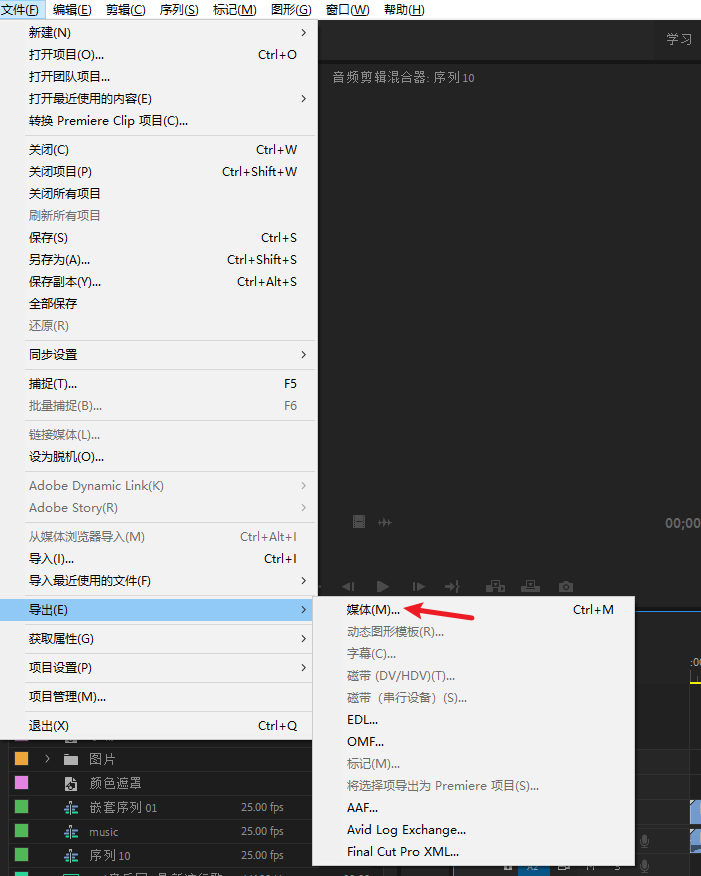 文件(F) 编辑(E) 剪辑(C) 序列(S) 标记(M) 图形(G) 窗口(W) 帮助(H)
新建(N)
学习
打开项目(O)... Ctrl+O
打开团队项目...
音频剪辑混合器: 序列 10
打开最近使用的内容(E)
转换 Premiere Clip 项目(C)...
关闭(C) Ctrl+W
关闭项目(P) Ctrl+Shift+W
关闭所有项目
刷新所有项目
保存(S) Ctrl+S
另存为(A)... Ctrl+Shift+S
保存副本(Y)... Ctrl+Alt+S
全部保存
还原(R)
同步设置
捕捉(T)... F5
批量捕捉(B)... F6
链接媒体(L)...
设为脱机(O)...
Adobe Dynamic Link(K)
Adobe Story(R)
00;00
从媒体浏览器导入(M) Ctrl+Alt+I
导入(I)... Ctrl+I
导入最近使用的文件(F)
导出(E)
获取属性(G)
项目设置(P)
项目管理(M)...
退出(X) Ctrl+Q
媒体(M)... Ctrl+M
动态图形模板(R)...
字幕(C)...
磁带 (DV/HDV)(T)...
磁带（串行设备）(S)...
EDL...
OMF...
标记(M)...
将选择项导出为 Premiere 项目(S)...
AAF...
Avid Log Exchange...
Final Cut Pro XML...
:00
图片
颜色遮罩
嵌套序列 01 25.00 fps
music 25.00 fps
序列 10 25.00 fps
A2 M S